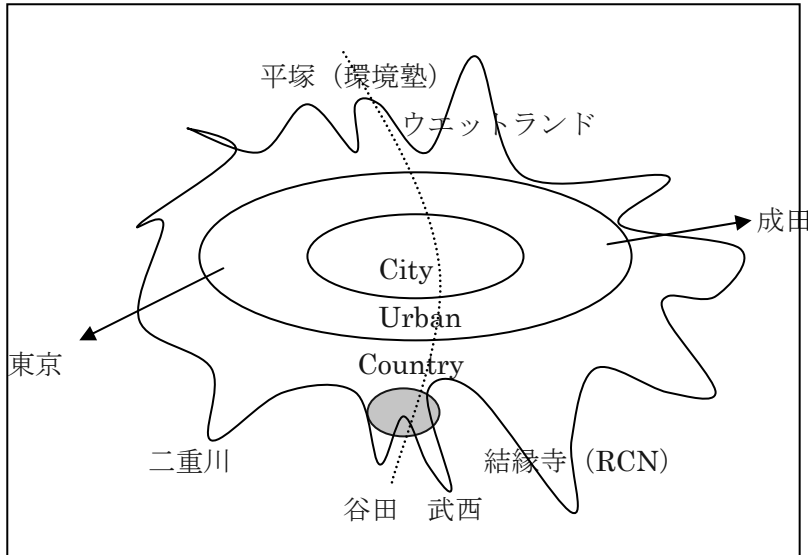 平塚（環境塾）
ウエットランド
成田
City
Urban
東京
Country
二重川
結縁寺（RCN）
谷田　武西